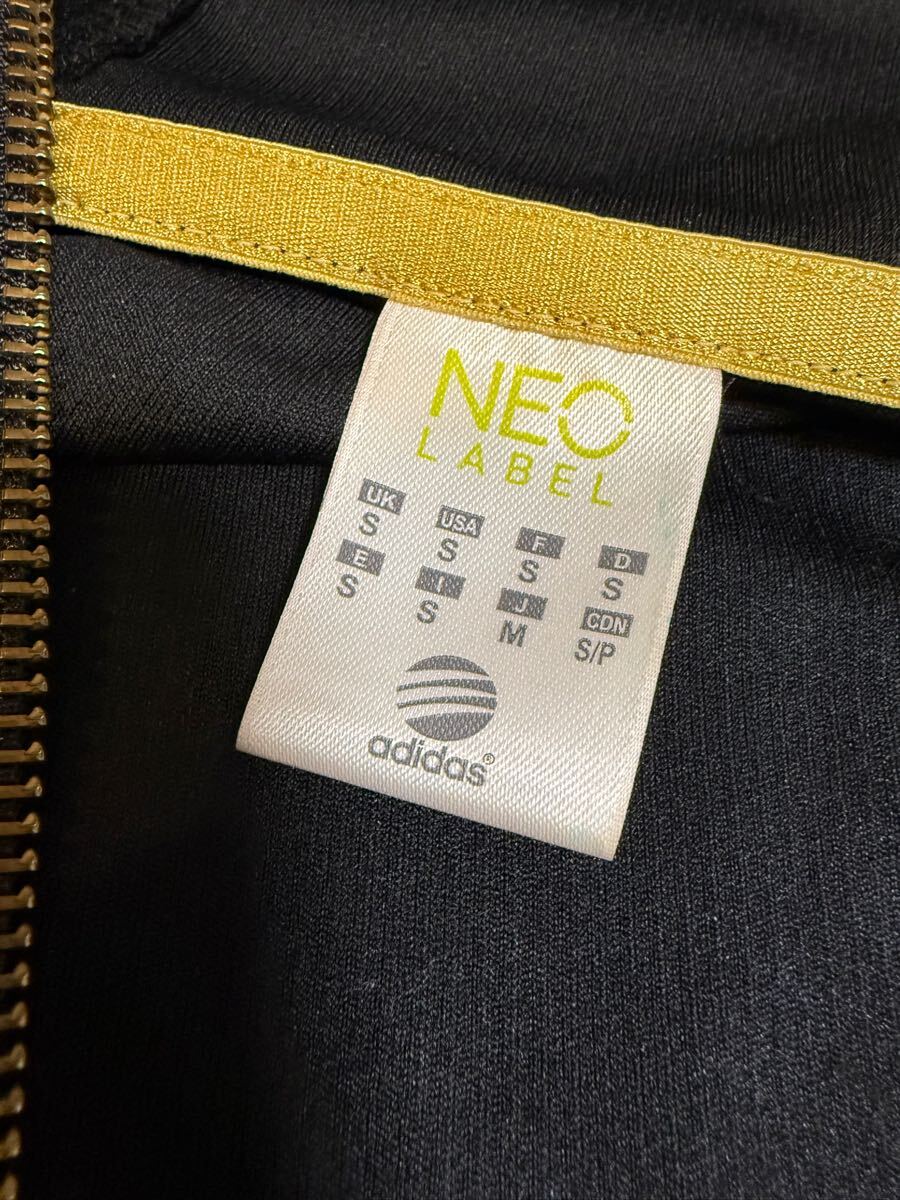 NEO
LABEL
UK USA F D
S S S S
E I J CDN
S S M S/P
adidas®